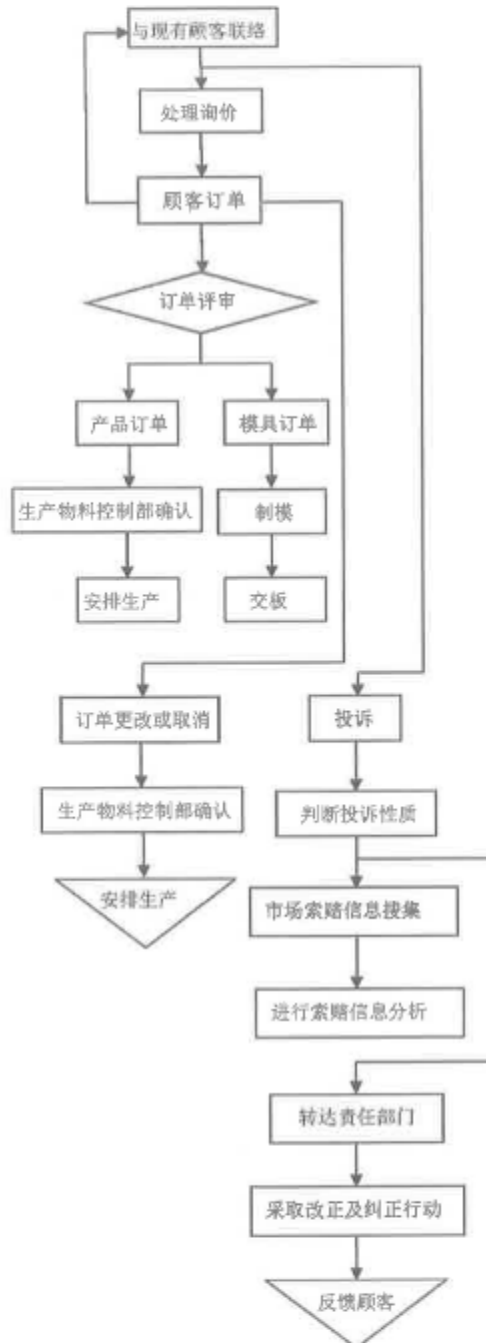 与现有顾客联络
处理询价
顾客订单
订单评审
产品订单
模具订单
生产物料控制部确认
制模
安排生产
交板
订单更改或取消
投诉
生产物料控制部确认
判断投诉性质
安排生产
市场索赔信息搜集
进行索赔信息分析
转达责任部门
采取改正及纠正行动
反馈顾客